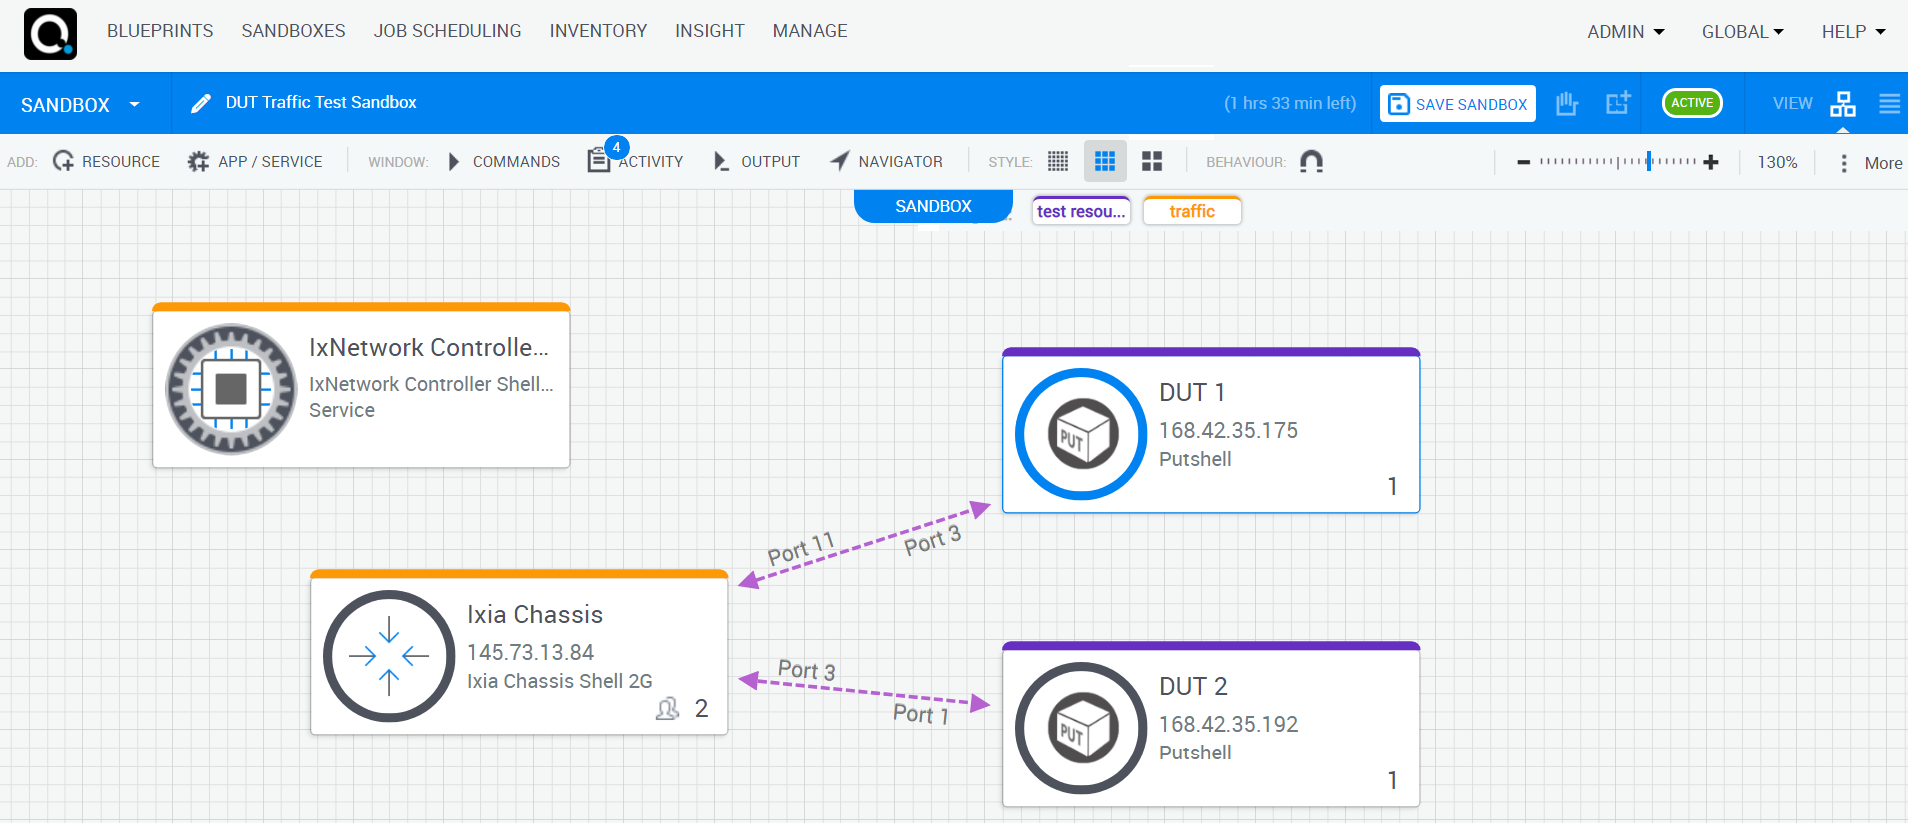 BLUEPRINTS SANDBOXES JOB SCHEDULING INVENTORY INSIGHT MANAGE ADMIN GLOBAL HELP
SANDBOX DUT Traffic Test Sandbox (1 hrs 33 min left) SAVE SANDBOX ACTIVE VIEW
ADD: RESOURCE APP / SERVICE WINDOW: COMMANDS 4 ACTIVITY OUTPUT NAVIGATOR STYLE: BEHAVIOUR: 130% More
SANDBOX test resou... traffic
IxNetwork Controlle...
IxNetwork Controller Shell...
Service
DUT 1
168.42.35.175
PUT
Putshell
1
Port 11
Port 3
Ixia Chassis
145.73.13.84
Ixia Chassis Shell 2G
2
Port 3
Port 1
DUT 2
168.42.35.192
PUT
Putshell
1